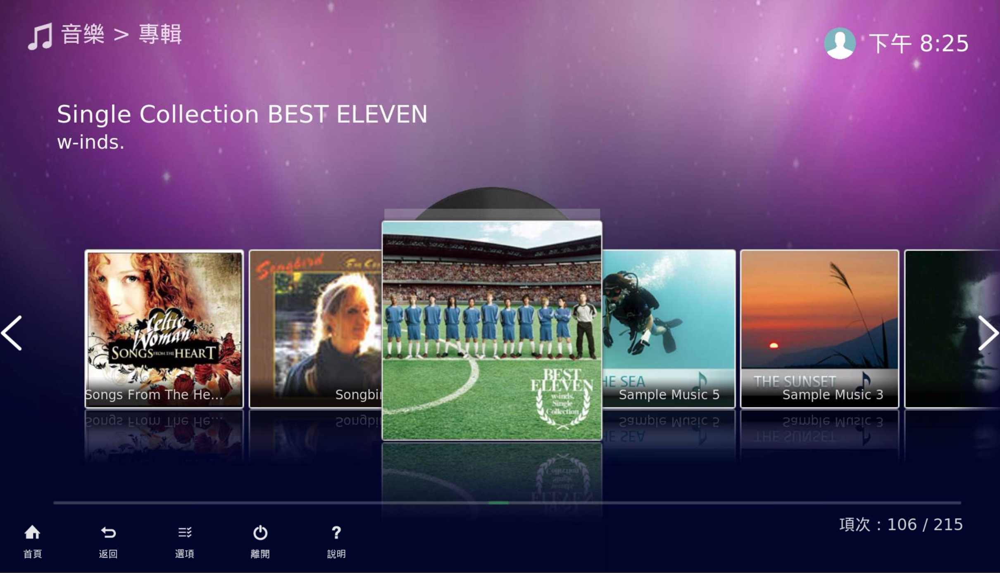 音樂 > 專輯
下午 8:25
Single Collection BEST ELEVEN
w-inds.
Songbird
Celtic
Woman
SONGS FROM THE HEART
Songs From The He...
Songbir
BEST
ELEVEN
w-inds.
Single
Collection
HE SEA
Sample Music 5
THE SUNSET
Sample Music 3
項次 : 106 / 215
首頁
返回
選項
離開
說明